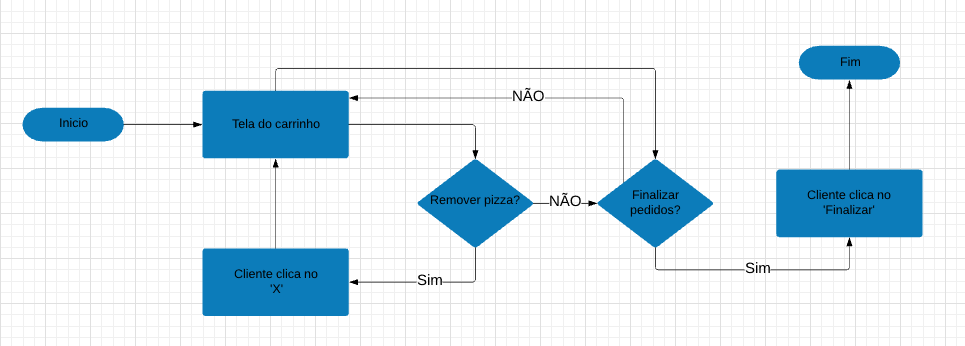 Fim
NÃO
Inicio
Tela do carrinho
Remover pizza?
NÃO
Finalizar
pedidos?
Cliente clica no
'Finalizar'
Cliente clica no
'X'
Sim
Sim